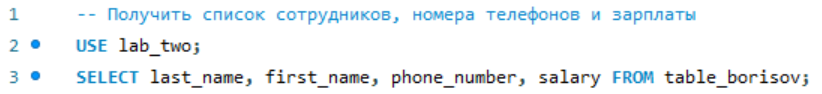 1 -- Получить список сотрудников, номера телефонов и зарплаты
2 USE lab_two;
3 SELECT last_name, first_name, phone_number, salary FROM table_borisov;